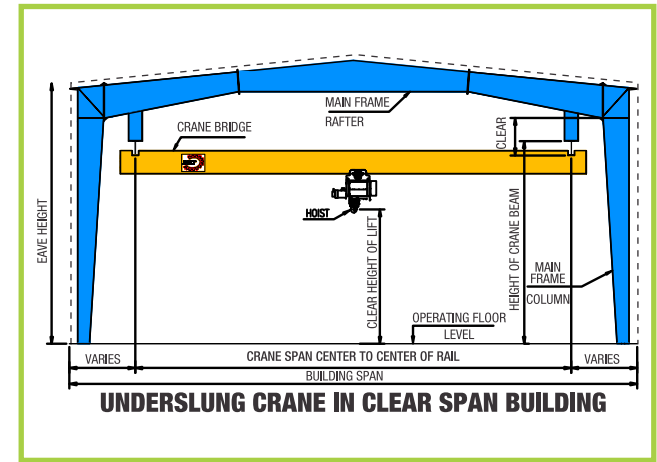 MAIN FRAME
RAFTER
CRANE BRIDGE
CLEAR
HOIST
EAVE HEIGHT
CLEAR HEIGHT OF LIFT
HEIGHT OF CRANE BEAM
MAIN
FRAME
COLUMN
OPERATING FLOOR
LEVEL
VARIES
CRANE SPAN CENTER TO CENTER OF RAIL
VARIES
BUILDING SPAN
UNDERSLUNG CRANE IN CLEAR SPAN BUILDING